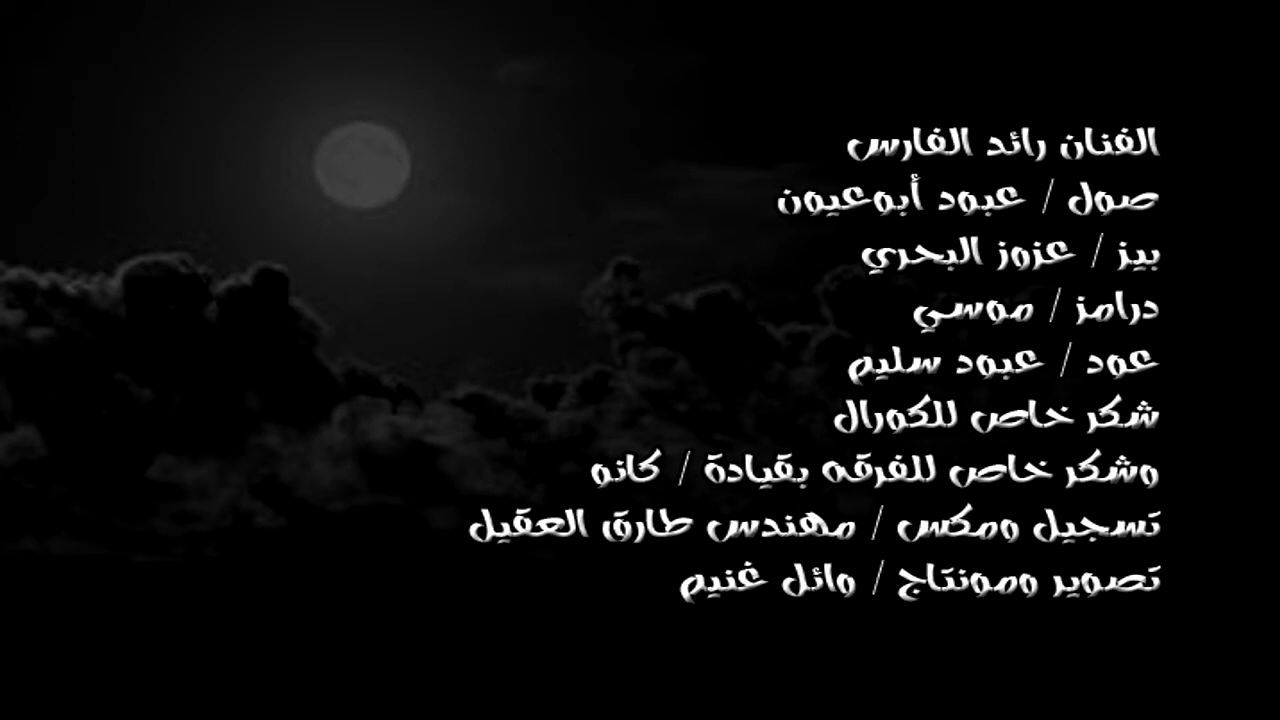 الفنان رائد الفارس
صول / عبود أبوعيون
بيز / عزوز البحري
درامز / موسي
عود / عبود سليم
شكر خاص للكورال
وشكر خاص للفرقه بقيادة / كانو
تسجيل ومكس / مهندس طارق العقيل
تصوير ومونتاج / وائل غنيم